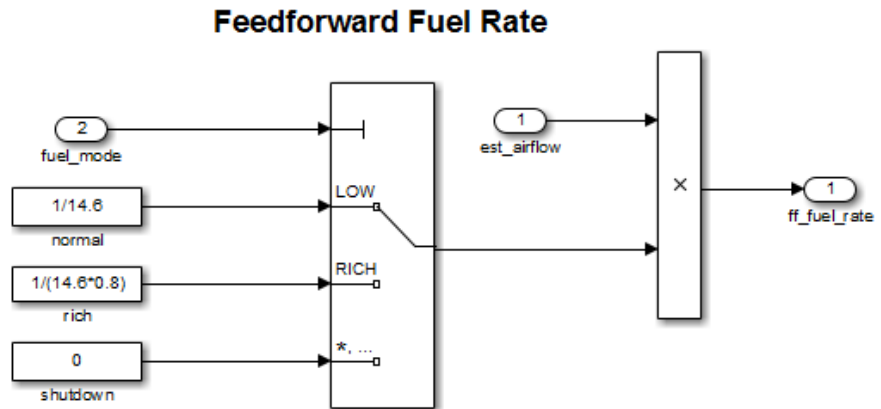 Feedforward Fuel Rate
2
fuel_mode
1/14.6
normal
1/(14.6*0.8)
rich
0
shutdown
LOW
RICH
*, ...
1
est_airflow
×
1
ff_fuel_rate